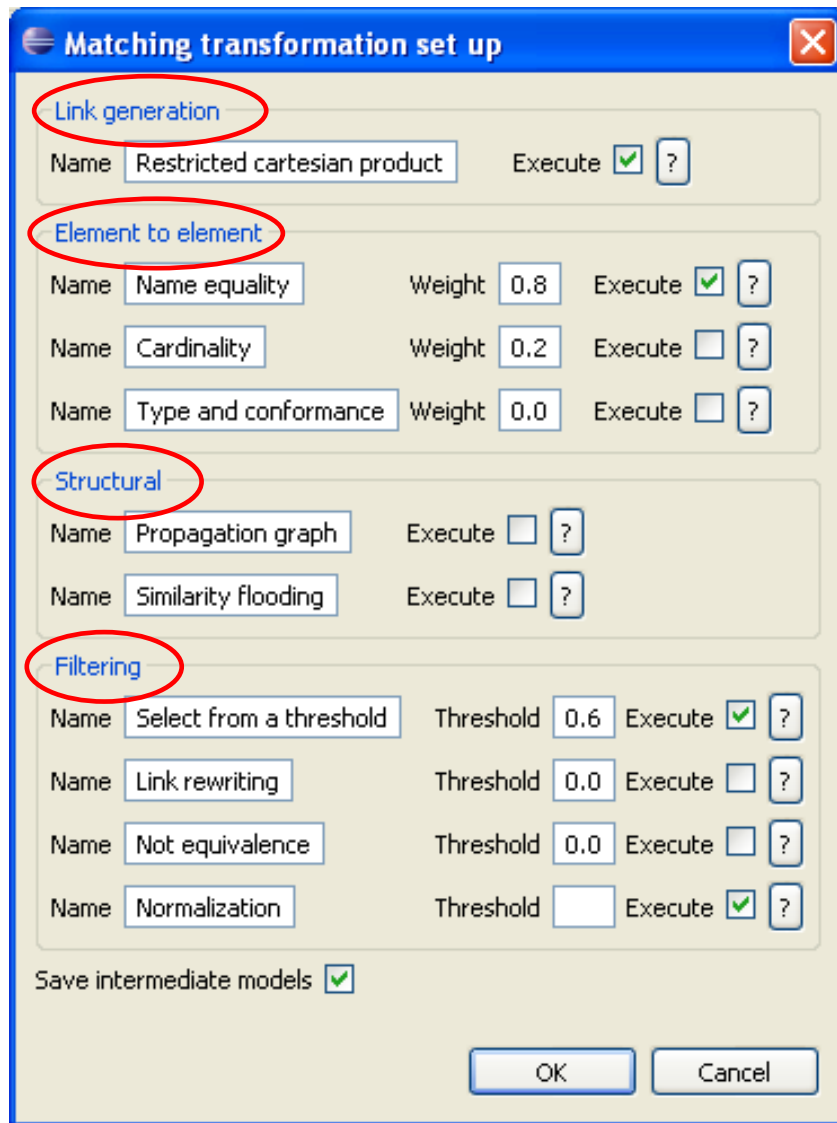 Matching transformation set up
Link generation
Name Restricted cartesian product Execute ?
Element to element
Name Name equality Weight 0.8 Execute ?
Name Cardinality Weight 0.2 Execute ?
Name Type and conformance Weight 0.0 Execute ?
Structural
Name Propagation graph Execute ?
Name Similarity flooding Execute ?
Filtering
Name Select from a threshold Threshold 0.6 Execute ?
Name Link rewriting Threshold 0.0 Execute ?
Name Not equivalence Threshold 0.0 Execute ?
Name Normalization Threshold Execute ?
Save intermediate models
OK Cancel